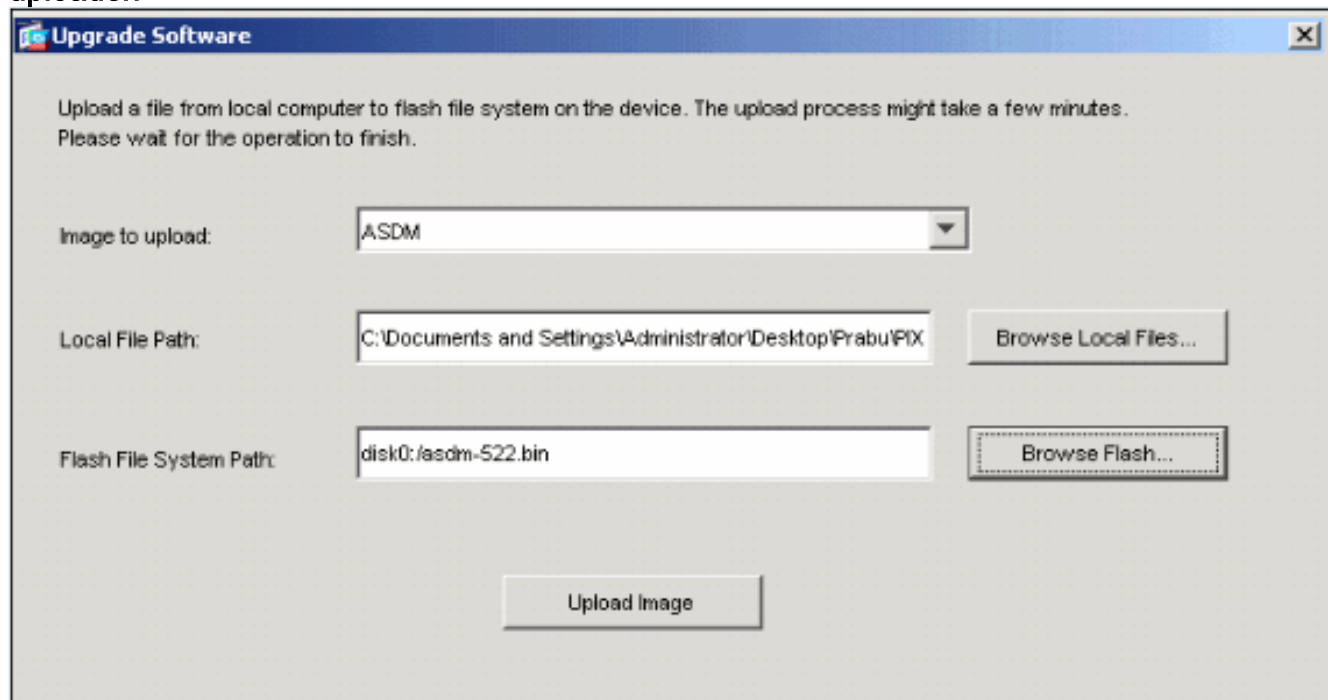 Upgrade Software
Upload a file from local computer to flash file system on the device. The upload process might take a few minutes.
Please wait for the operation to finish.
Image to upload:
ASDM
Local File Path:
C:\Documents and Settings\Administrator\Desktop\Prabu\PIX
Browse Local Files...
Flash File System Path:
disk0:/asdm-522.bin
Browse Flash...
Upload Image